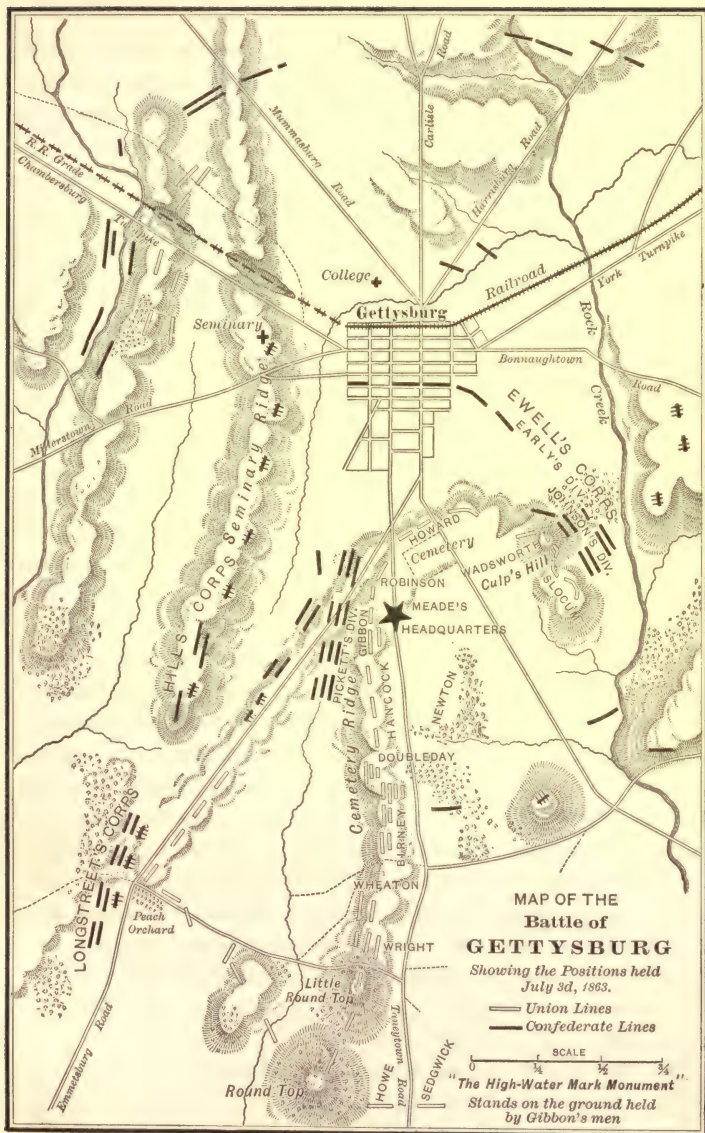 Road
Carlisle
Mummasburg
Road
Harrisburg
Road
R.R. Grade
Chambersburg
Turnpike
College
Railroad
York
Turnpike
Gettysburg
Seminary
Bonnaughtown
Road
Rock
Creek
Millerstown
Road
EWELL'S CORPS
EARLY'S DIV.
JOHNSON'S DIV.
HILL'S CORPS
Seminary Ridge
HOWARD
Cemetery
WADSWORTH
Culp's Hill
SLOCU
ROBINSON
MEADE'S
HEADQUARTERS
GIBBON
PICKETT'S DIV.
HANCOCK
Cemetery Ridge
NEWTON
DOUBLEDAY
BIRNEY
LONGSTREET'S CORPS
WHEATON
Peach
Orchard
WRIGHT
Little
Round Top
Round Top
Emmetsburg
Road
Taneytown
Road
HOWE
SEDGWICK
MAP OF THE
Battle of
GETTYSBURG
Showing the Positions held
July 3d, 1863.
Union Lines
Confederate Lines
SCALE
0 ¼ ½ ¾
"The High-Water Mark Monument"
Stands on the ground held
by Gibbon's men